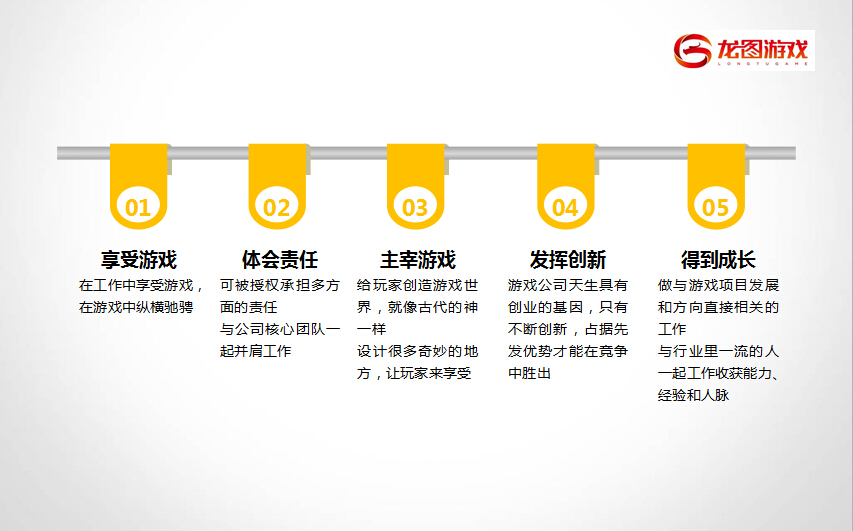 龙图游戏
LONGTUGAME
01
02
03
04
05
享受游戏
在工作中享受游戏，
在游戏中纵横驰骋
体会责任
可被授权承担多方
面的责任
与公司核心团队一
起并肩工作
主宰游戏
给玩家创造游戏世
界，就像古代的神
一样
设计很多奇妙的地
方，让玩家来享受
发挥创新
游戏公司天生具有
创业的基因，只有
不断创新，占据先
发优势才能在竞争
中胜出
得到成长
做与游戏项目发展
和方向直接相关的
工作
与行业里一流的人
一起工作收获能力、
经验和人脉